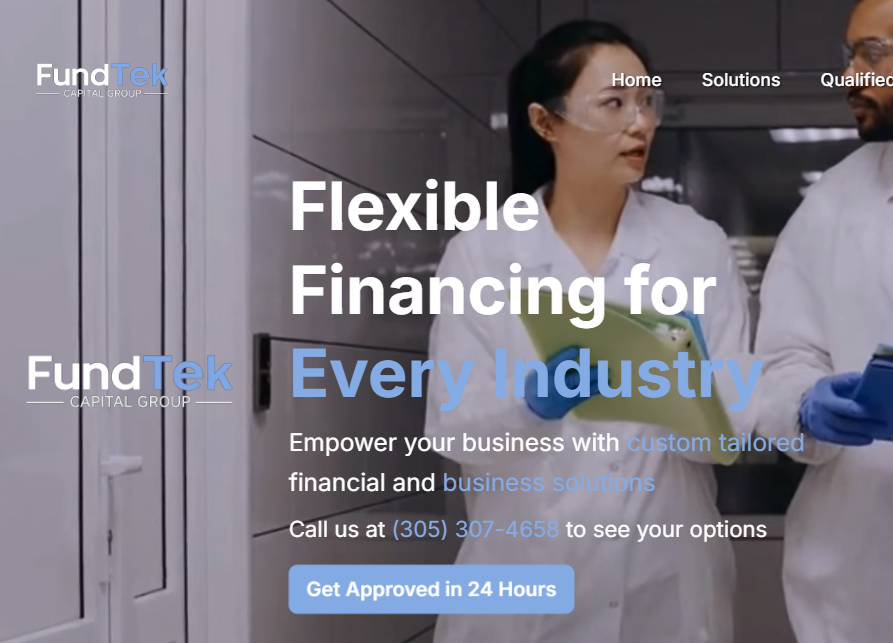 FundTek
CAPITAL GROUP
Home Solutions Qualified
Flexible
Financing for
Every Industry
FundTek
CAPITAL GROUP
Empower your business with custom tailored
financial and business solutions
Call us at (305) 307-4658 to see your options
Get Approved in 24 Hours